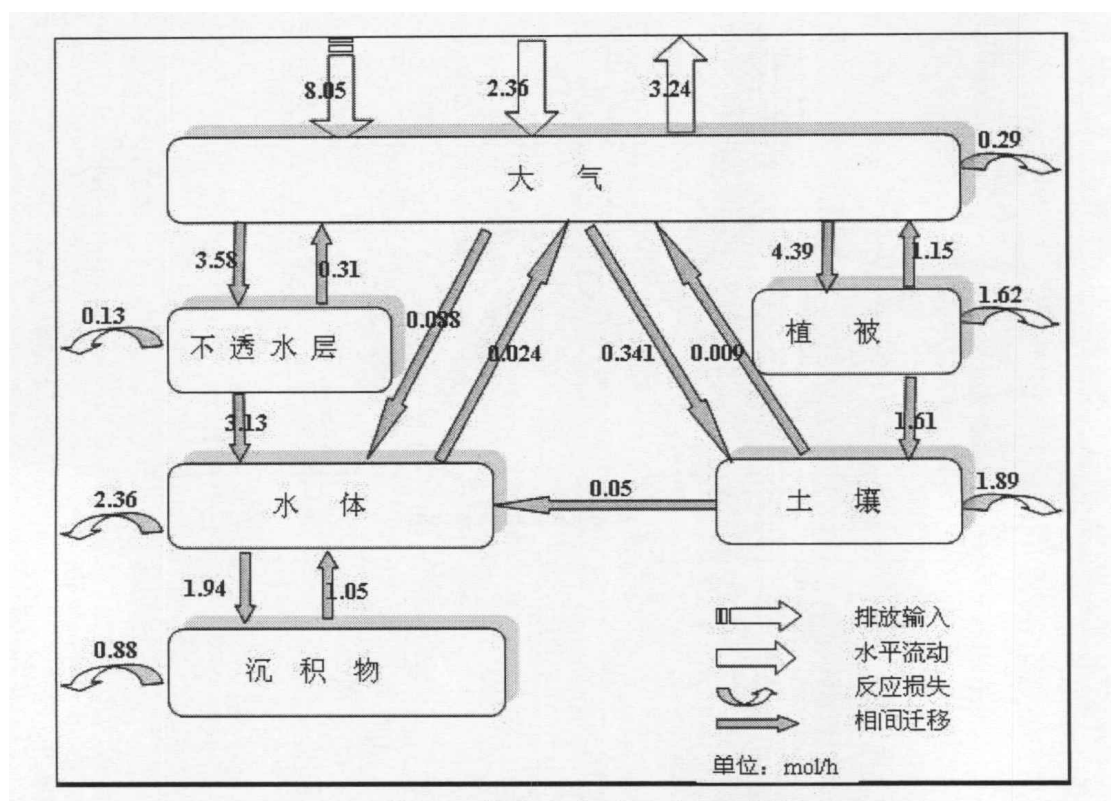 8.05 2.36 3.24
0.29
大 气
3.58 0.31 4.39 1.15
0.13 0.088 1.62
不透水层 植 被
0.024 0.341 0.009
3.13 1.61
2.36 0.05 1.89
水 体 土 壤
1.94 1.05
排放输入
0.88 水平流动
沉 积 物 反应损失
相间迁移
单位：mol/h